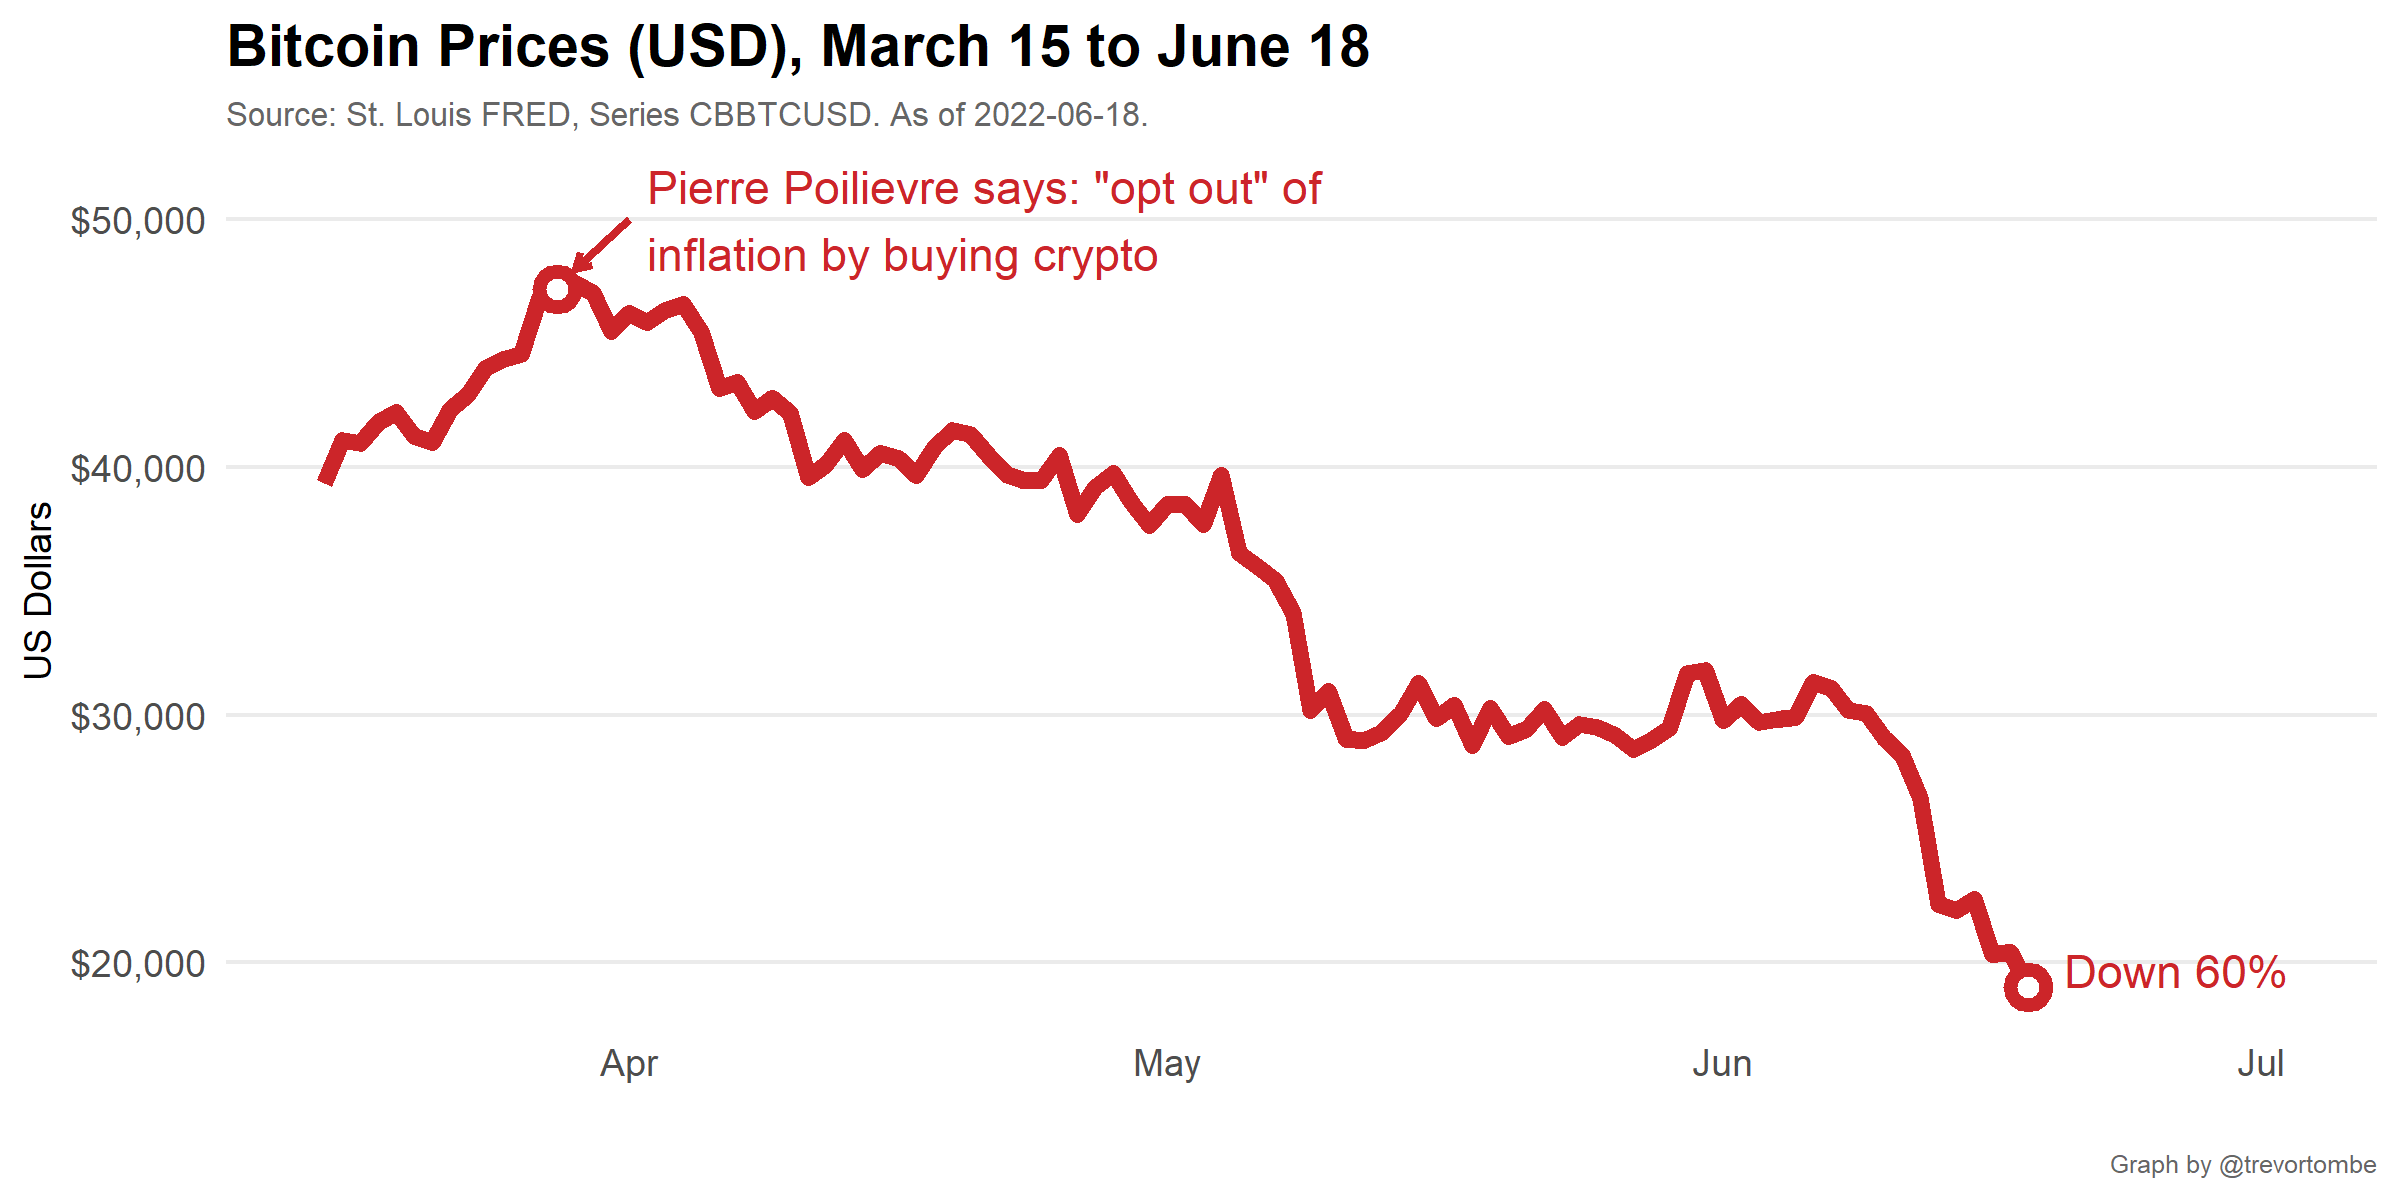 Bitcoin Prices (USD), March 15 to June 18
Source: St. Louis FRED, Series CBBTCUSD. As of 2022-06-18.
Pierre Poilievre says: "opt out" of
inflation by buying crypto
$50,000
$40,000
$30,000
$20,000
US Dollars
Down 60%
Apr
May
Jun
Jul
Graph by @trevortombe